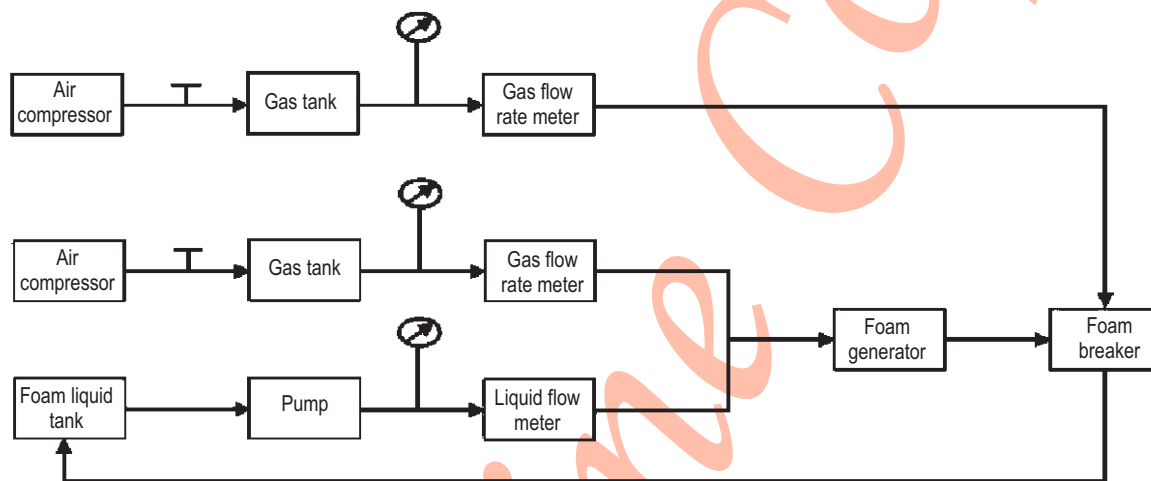 Air
compressor
Gas tank
Gas flow
rate meter
Air
compressor
Gas tank
Gas flow
rate meter
Foam
generator
Foam
breaker
Foam liquid
tank
Pump
Liquid flow
meter